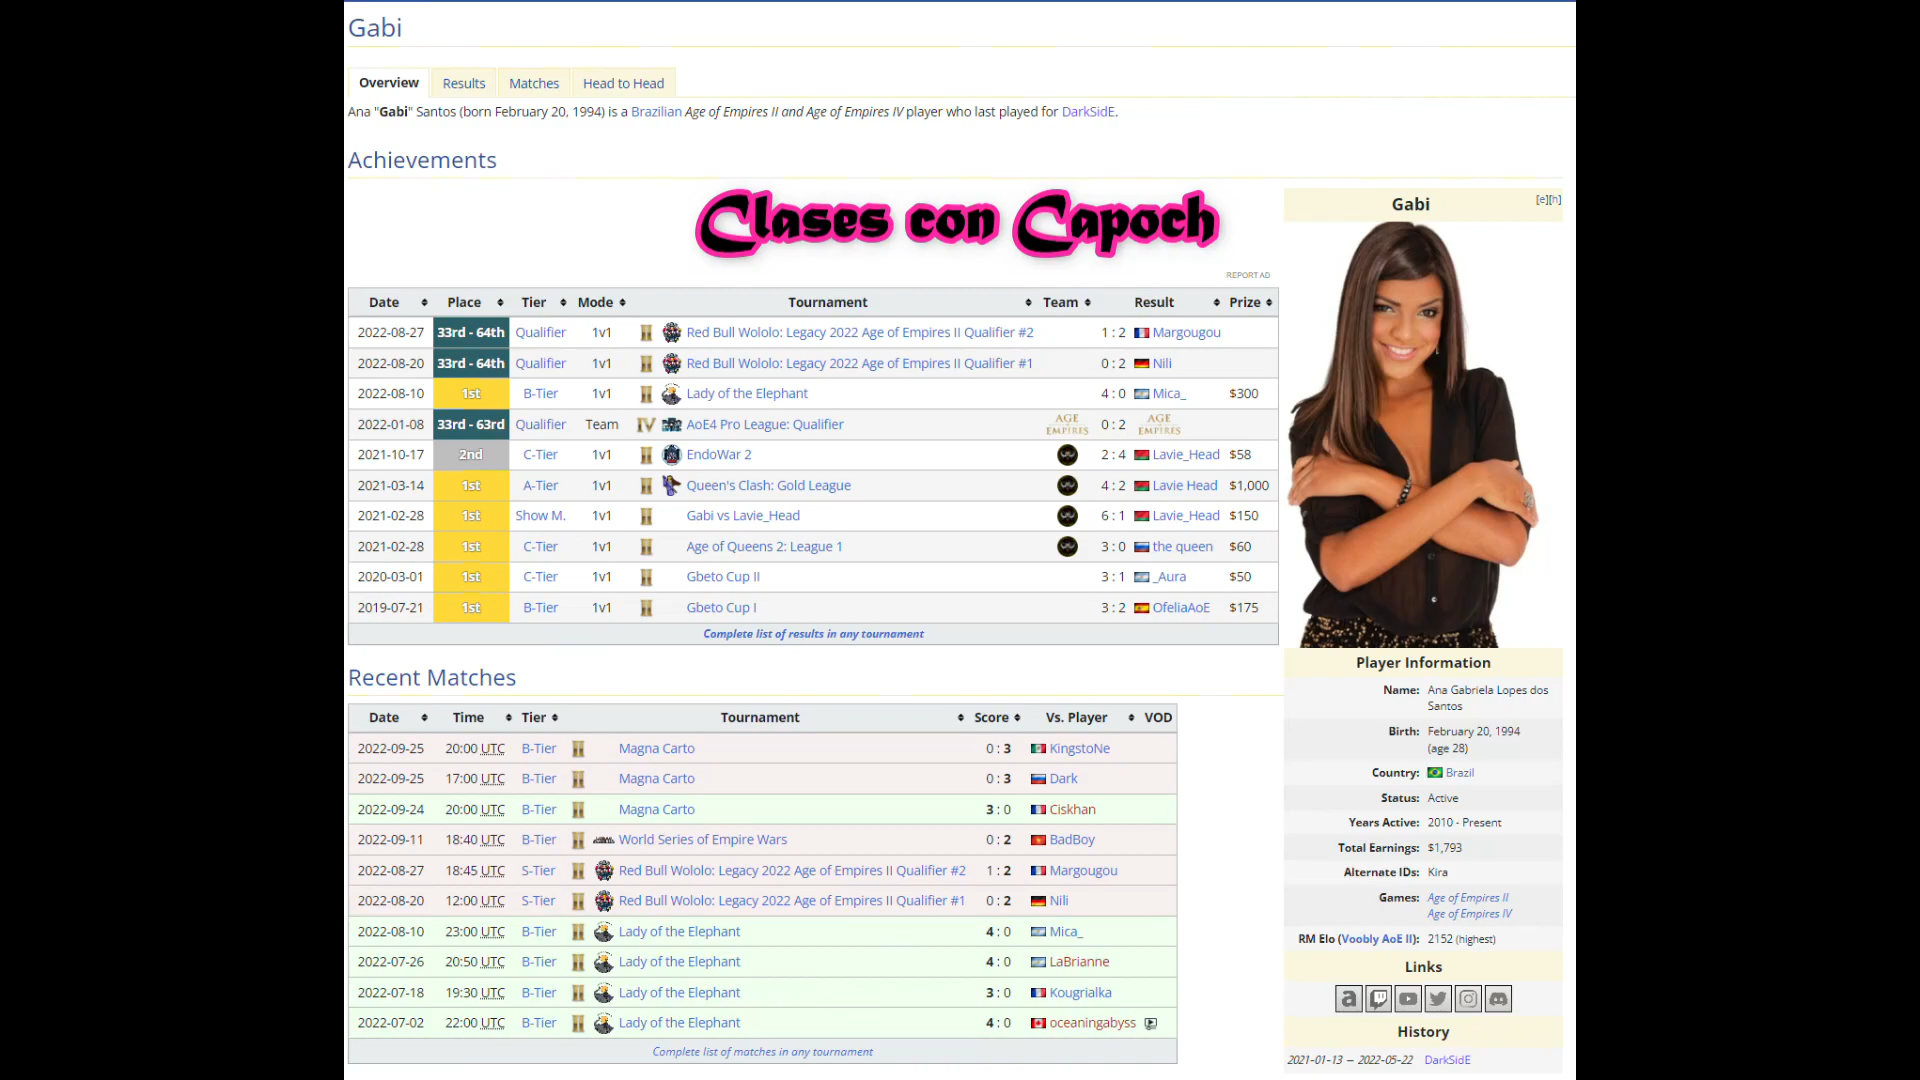 Gabi
Overview Results Matches Head to Head
Ana "Gabi" Santos (born February 20, 1994) is a Brazilian Age of Empires II and Age of Empires IV player who last played for DarkSidE.
Achievements
Clases con Capoch
REPORT AD
Date Place Tier Mode Tournament Team Result Prize
2022-08-27 33rd - 64th Qualifier 1v1 Red Bull Wololo: Legacy 2022 Age of Empires II Qualifier #2 1 : 2 Margougou
2022-08-20 33rd - 64th Qualifier 1v1 Red Bull Wololo: Legacy 2022 Age of Empires II Qualifier #1 0 : 2 Nili
2022-08-10 1st B-Tier 1v1 Lady of the Elephant 4 : 0 Mica_ $300
2022-01-08 33rd - 63rd Qualifier Team IV AoE4 Pro League: Qualifier AGE EMPIRES 0 : 2 AGE EMPIRES
2021-10-17 2nd C-Tier 1v1 EndoWar 2 2 : 4 Lavie_Head $58
2021-03-14 1st A-Tier 1v1 Queen's Clash: Gold League 4 : 2 Lavie Head $1,000
2021-02-28 1st Show M. 1v1 Gabi vs Lavie_Head 6 : 1 Lavie_Head $150
2021-02-28 1st C-Tier 1v1 Age of Queens 2: League 1 3 : 0 the queen $60
2020-03-01 1st C-Tier 1v1 Gbeto Cup II 3 : 1 _Aura $50
2019-07-21 1st B-Tier 1v1 Gbeto Cup I 3 : 2 OfeliaAoE $175
Complete list of results in any tournament
Recent Matches
Date Time Tier Tournament Score Vs. Player VOD
2022-09-25 20:00 UTC B-Tier Magna Carto 0 : 3 KingstoNe
2022-09-25 17:00 UTC B-Tier Magna Carto 0 : 3 Dark
2022-09-24 20:00 UTC B-Tier Magna Carto 3 : 0 Ciskhan
2022-09-11 18:40 UTC B-Tier World Series of Empire Wars 0 : 2 BadBoy
2022-08-27 18:45 UTC S-Tier Red Bull Wololo: Legacy 2022 Age of Empires II Qualifier #2 1 : 2 Margougou
2022-08-20 12:00 UTC S-Tier Red Bull Wololo: Legacy 2022 Age of Empires II Qualifier #1 0 : 2 Nili
2022-08-10 23:00 UTC B-Tier Lady of the Elephant 4 : 0 Mica_
2022-07-26 20:50 UTC B-Tier Lady of the Elephant 4 : 0 LaBrianne
2022-07-18 19:30 UTC B-Tier Lady of the Elephant 3 : 0 Kougrialka
2022-07-02 22:00 UTC B-Tier Lady of the Elephant 4 : 0 oceaningabyss
Complete list of matches in any tournament
Gabi [e][h]
Player Information
Name: Ana Gabriela Lopes dos
Santos
Birth: February 20, 1994
(age 28)
Country: Brazil
Status: Active
Years Active: 2010 - Present
Total Earnings: $1,793
Alternate IDs: Kira
Games: Age of Empires II
Age of Empires IV
RM Elo (Voobly AoE II): 2152 (highest)
Links
History
2021-01-13 — 2022-05-22 DarkSidE